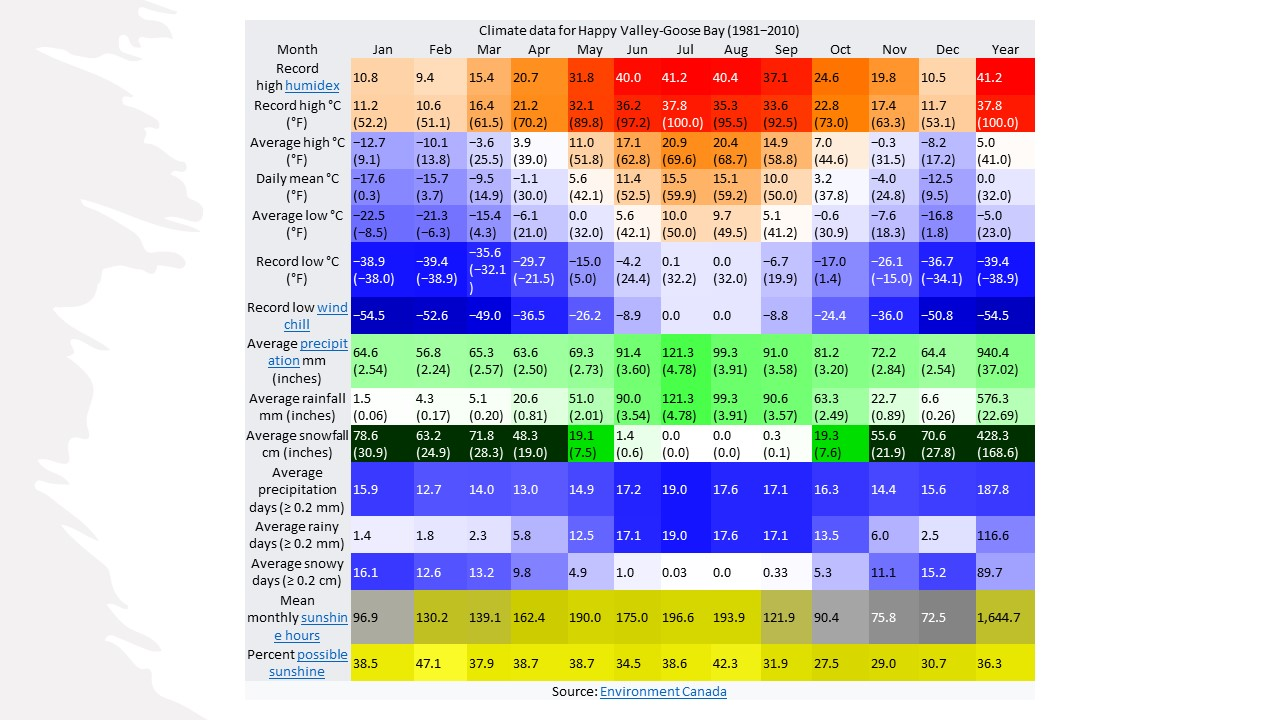 Climate data for Happy Valley-Goose Bay (1981−2010)
Month Jan Feb Mar Apr May Jun Jul Aug Sep Oct Nov Dec Year
Record
high humidex 10.8 9.4 15.4 20.7 31.8 40.0 41.2 40.4 37.1 24.6 19.8 10.5 41.2
Record high °C 11.2 10.6 16.4 21.2 32.1 36.2 37.8 35.3 33.6 22.8 17.4 11.7 37.8
(°F) (52.2) (51.1) (61.5) (70.2) (89.8) (97.2) (100.0) (95.5) (92.5) (73.0) (63.3) (53.1) (100.0)
Average high °C −12.7 −10.1 −3.6 3.9 11.0 17.1 20.9 20.4 14.9 7.0 −0.3 −8.2 5.0
(°F) (9.1) (13.8) (25.5) (39.0) (51.8) (62.8) (69.6) (68.7) (58.8) (44.6) (31.5) (17.2) (41.0)
Daily mean °C −17.6 −15.7 −9.5 −1.1 5.6 11.4 15.5 15.1 10.0 3.2 −4.0 −12.5 0.0
(°F) (0.3) (3.7) (14.9) (30.0) (42.1) (52.5) (59.9) (59.2) (50.0) (37.8) (24.8) (9.5) (32.0)
Average low °C −22.5 −21.3 −15.4 −6.1 0.0 5.6 10.0 9.7 5.1 −0.6 −7.6 −16.8 −5.0
(°F) (−8.5) (−6.3) (4.3) (21.0) (32.0) (42.1) (50.0) (49.5) (41.2) (30.9) (18.3) (1.8) (23.0)
Record low °C −38.9 −39.4 −35.6 −29.7 −15.0 −4.2 0.1 0.0 −6.7 −17.0 −26.1 −36.7 −39.4
(°F) (−38.0) (−38.9) (−32.1 (−21.5) (5.0) (24.4) (32.2) (32.0) (19.9) (1.4) (−15.0) (−34.1) (−38.9)
)
Record low wind
chill −54.5 −52.6 −49.0 −36.5 −26.2 −8.9 0.0 0.0 −8.8 −24.4 −36.0 −50.8 −54.5
Average precipit
ation mm 64.6 56.8 65.3 63.6 69.3 91.4 121.3 99.3 91.0 81.2 72.2 64.4 940.4
(inches) (2.54) (2.24) (2.57) (2.50) (2.73) (3.60) (4.78) (3.91) (3.58) (3.20) (2.84) (2.54) (37.02)
Average rainfall 1.5 4.3 5.1 20.6 51.0 90.0 121.3 99.3 90.6 63.3 22.7 6.6 576.3
mm (inches) (0.06) (0.17) (0.20) (0.81) (2.01) (3.54) (4.78) (3.91) (3.57) (2.49) (0.89) (0.26) (22.69)
Average snowfall 78.6 63.2 71.8 48.3 19.1 1.4 0.0 0.0 0.3 19.3 55.6 70.6 428.3
cm (inches) (30.9) (24.9) (28.3) (19.0) (7.5) (0.6) (0.0) (0.0) (0.1) (7.6) (21.9) (27.8) (168.6)
Average
precipitation 15.9 12.7 14.0 13.0 14.9 17.2 19.0 17.6 17.1 16.3 14.4 15.6 187.8
days (≥ 0.2 mm)
Average rainy
days (≥ 0.2 mm) 1.4 1.8 2.3 5.8 12.5 17.1 19.0 17.6 17.1 13.5 6.0 2.5 116.6
Average snowy
days (≥ 0.2 cm) 16.1 12.6 13.2 9.8 4.9 1.0 0.03 0.0 0.33 5.3 11.1 15.2 89.7
Mean
monthly sunshin 96.9 130.2 139.1 162.4 190.0 175.0 196.6 193.9 121.9 90.4 75.8 72.5 1,644.7
e hours
Percent possible
sunshine 38.5 47.1 37.9 38.7 38.7 34.5 38.6 42.3 31.9 27.5 29.0 30.7 36.3
Source: Environment Canada